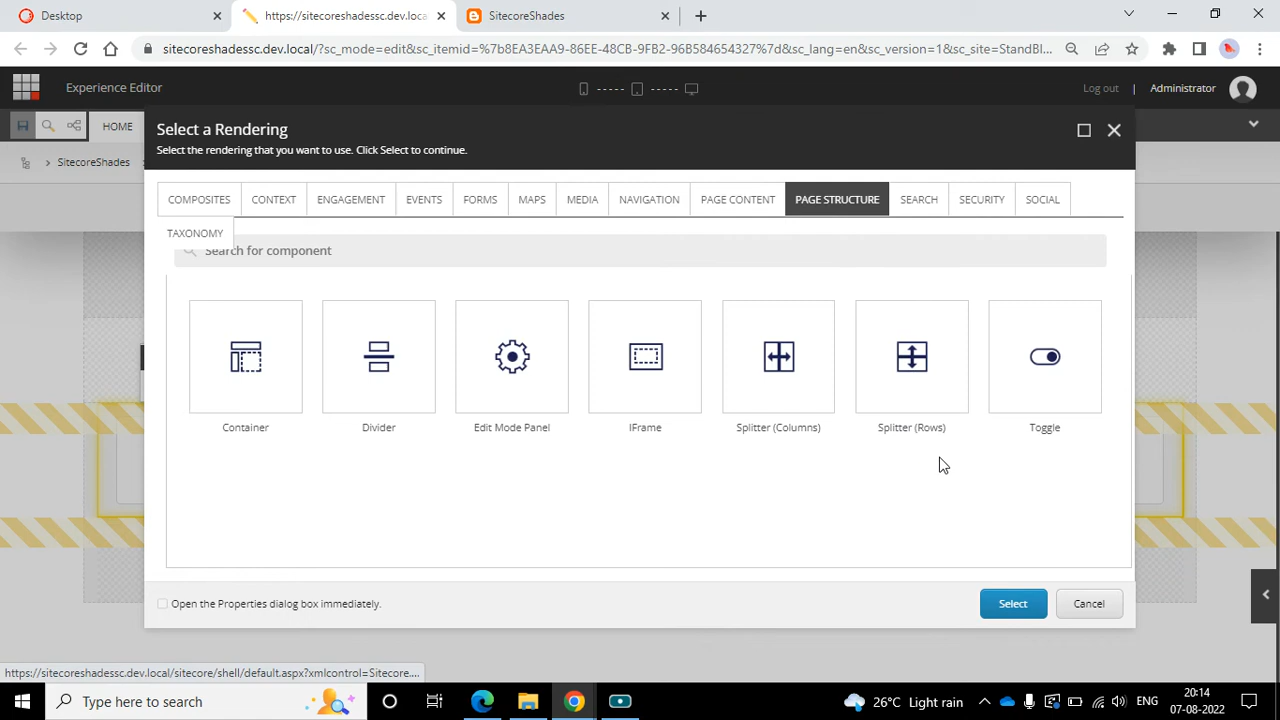 Desktop
https://sitecoreshadessc.dev.local
SitecoreShades
sitecoreshadessc.dev.local/?sc_mode=edit&sc_itemid=%7b8EA3EAA9-86EE-48CB-9FB2-96B584654327%7d&sc_lang=en&sc_version=1&sc_site=StandBl...
Experience Editor
Log out | Administrator
HOME
SitecoreShades
Select a Rendering
Select the rendering that you want to use. Click Select to continue.
COMPOSITES CONTEXT ENGAGEMENT EVENTS FORMS MAPS MEDIA NAVIGATION PAGE CONTENT PAGE STRUCTURE SEARCH SECURITY SOCIAL
TAXONOMY
Search for component
Container Divider Edit Mode Panel IFrame Splitter (Columns) Splitter (Rows) Toggle
Open the Properties dialog box immediately.
Select Cancel
https://sitecoreshadessc.dev.local/sitecore/shell/default.aspx?xmlcontrol=Sitecore....
Type here to search
26°C Light rain
ENG
20:14
07-08-2022